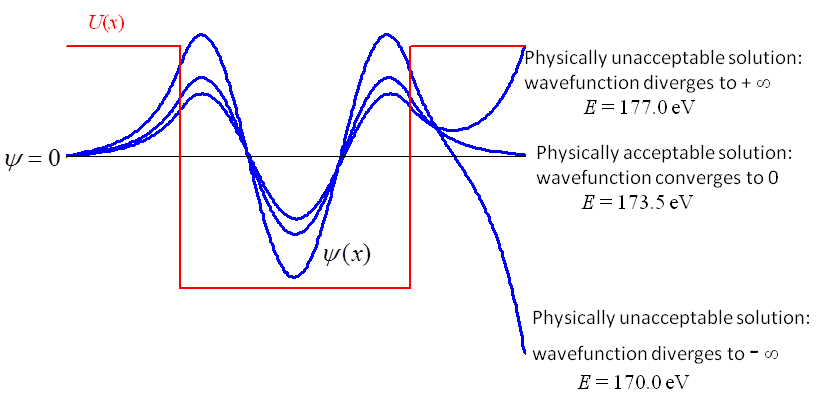 U(x)
Physically unacceptable solution:
wavefunction diverges to + ∞
E = 177.0 eV
ψ = 0
Physically acceptable solution:
wavefunction converges to 0
E = 173.5 eV
ψ(x)
Physically unacceptable solution:
wavefunction diverges to - ∞
E = 170.0 eV